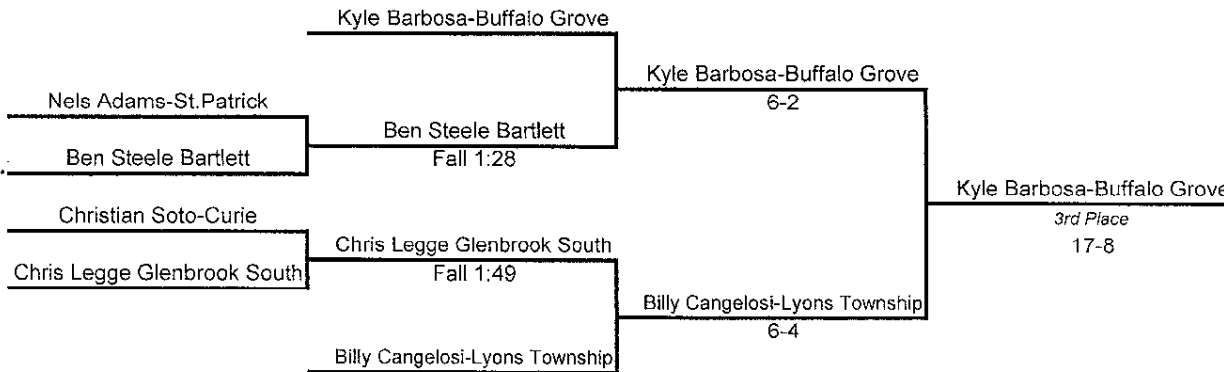 Kyle Barbosa-Buffalo Grove
Kyle Barbosa-Buffalo Grove
6-2
Nels Adams-St.Patrick
Ben Steele Bartlett
Fall 1:28
Ben Steele Bartlett
Kyle Barbosa-Buffalo Grove
3rd Place
17-8
Christian Soto-Curie
Chris Legge Glenbrook South
Fall 1:49
Chris Legge Glenbrook South
Billy Cangelosi-Lyons Township
6-4
Billy Cangelosi-Lyons Township